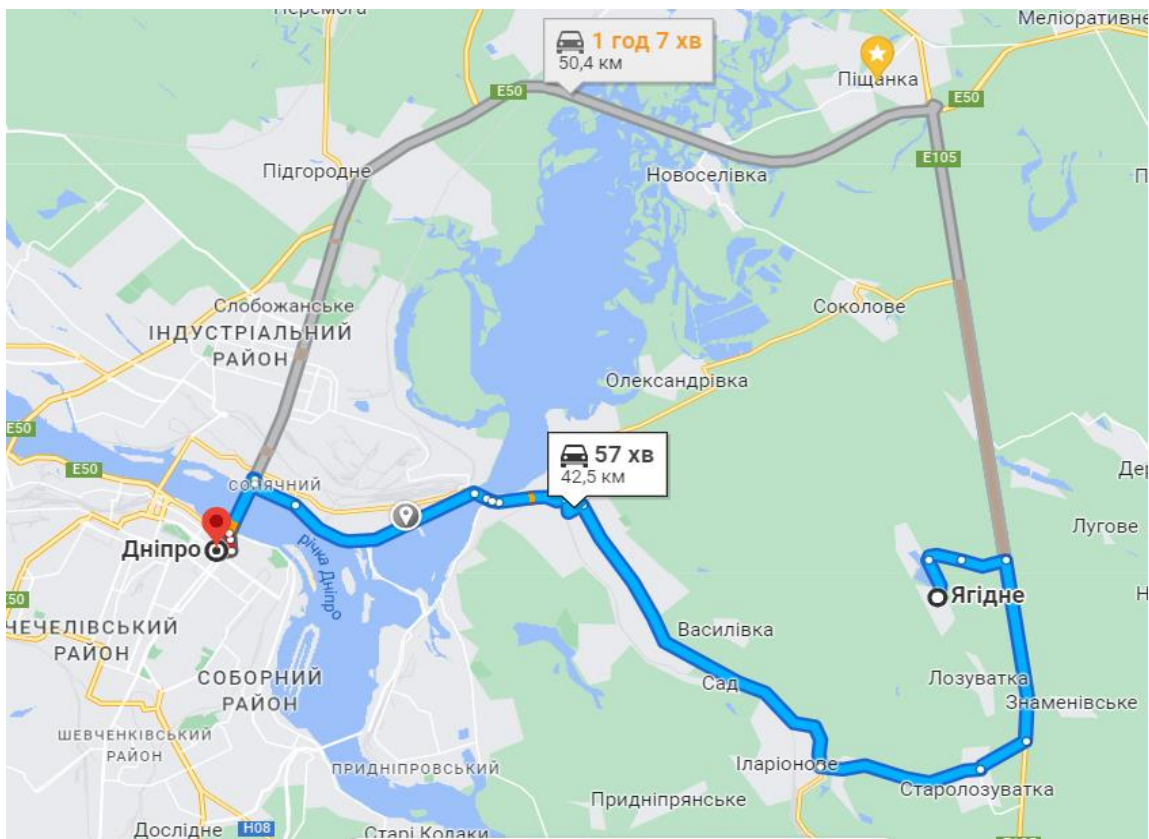 Перемога
Меліоративне
1 год 7 хв
50,4 км
Піщанка
E50
E50
E105
Підгородне
Новоселівка
Слобожанське
ІНДУСТРІАЛЬНИЙ
РАЙОН
Соколове
Олександрівка
E50
57 хв
42,5 км
E50
СОНЯЧНИЙ
Лугове
Дніпро
річка Дніпро
Ягідне
ЧЕЧЕЛІВСЬКИЙ
РАЙОН
Василівка
СОБОРНИЙ
РАЙОН
Сад
Лозуватка
Знаменівське
ШЕВЧЕНКІВСЬКИЙ
РАЙОН
ПРИДНІПРОВСЬКИЙ
Іларіонове
Старолозуватка
Придніпрянське
Дослідне
H08
Старі Кодаки